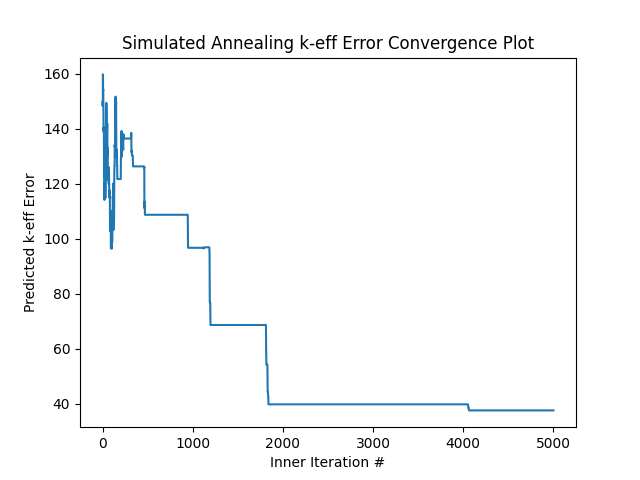 Simulated Annealing k-eff Error Convergence Plot
160
140
120
100
80
60
40
Predicted k-eff Error
0 1000 2000 3000 4000 5000
Inner Iteration #